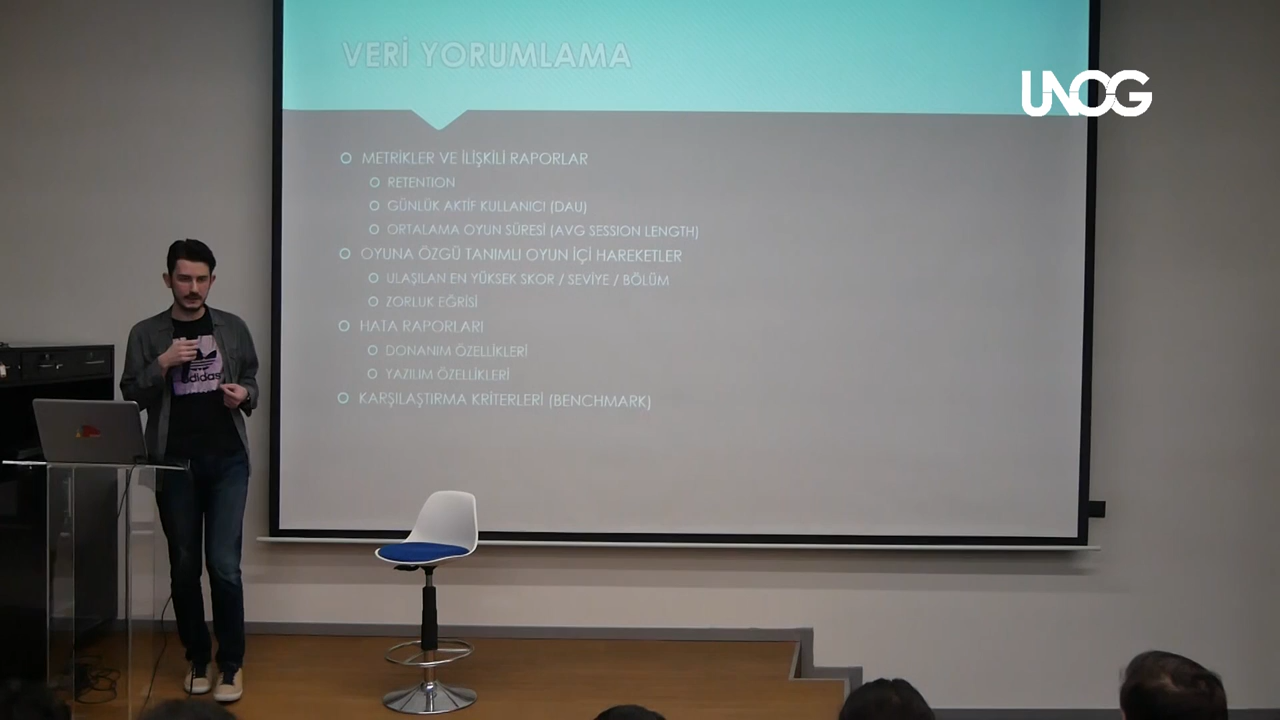 VERİ YORUMLAMA
UNOG
METRİKLER VE İLİŞKİLİ RAPORLAR
RETENTION
GÜNLÜK AKTİF KULLANICI (DAU)
ORTALAMA OYUN SÜRESİ (AVG SESSION LENGTH)
OYUNA ÖZGÜ TANIMLI OYUN İÇİ HAREKETLER
ULAŞILAN EN YÜKSEK SKOR / SEVİYE / BÖLÜM
ZORLUK EĞRİSİ
HATA RAPORLARI
DONANIM ÖZELLİKLERİ
YAZILIM ÖZELLİKLERİ
KARŞILAŞTIRMA KRİTERLERİ (BENCHMARK)
adidas